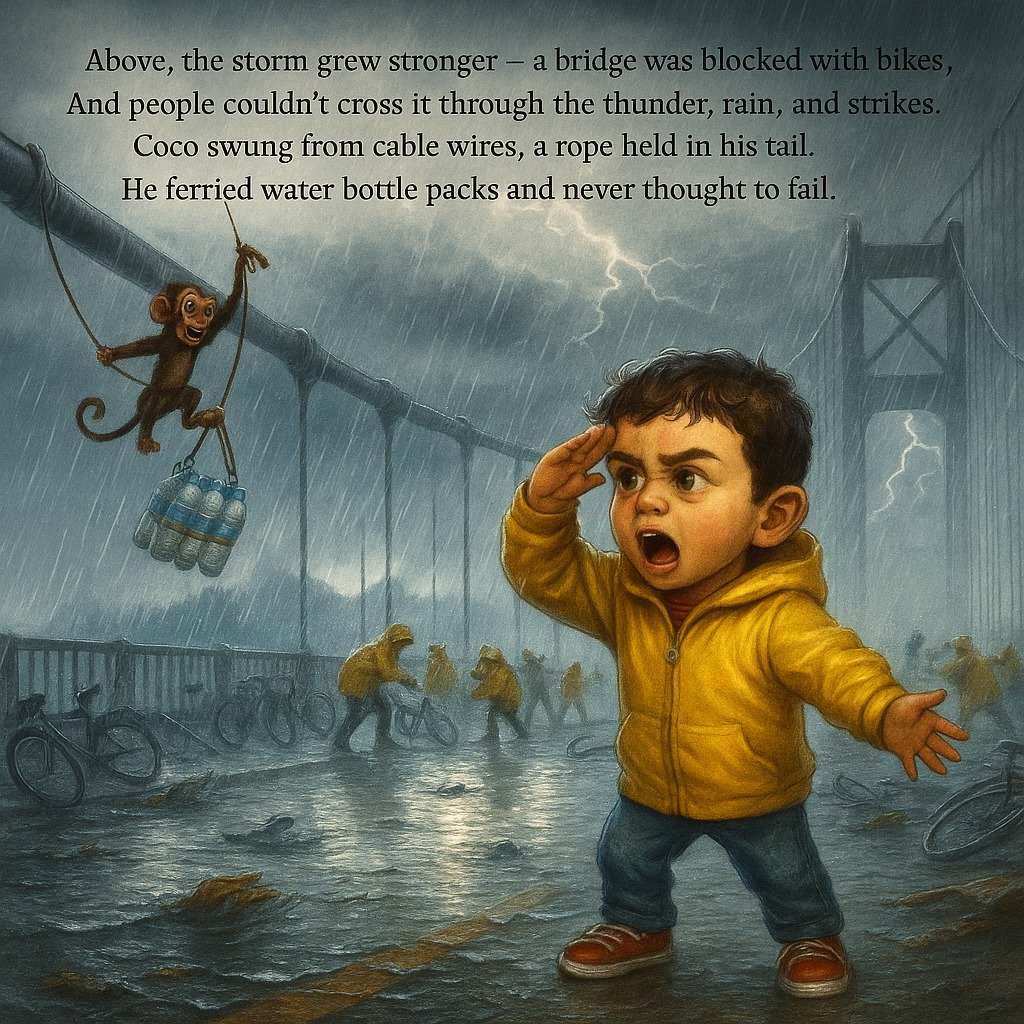 Above, the storm grew stronger – a bridge was blocked with bikes,
And people couldn’t cross it through the thunder, rain, and strikes.
Coco swung from cable wires, a rope held in his tail.
He ferried water bottle packs and never thought to fail.